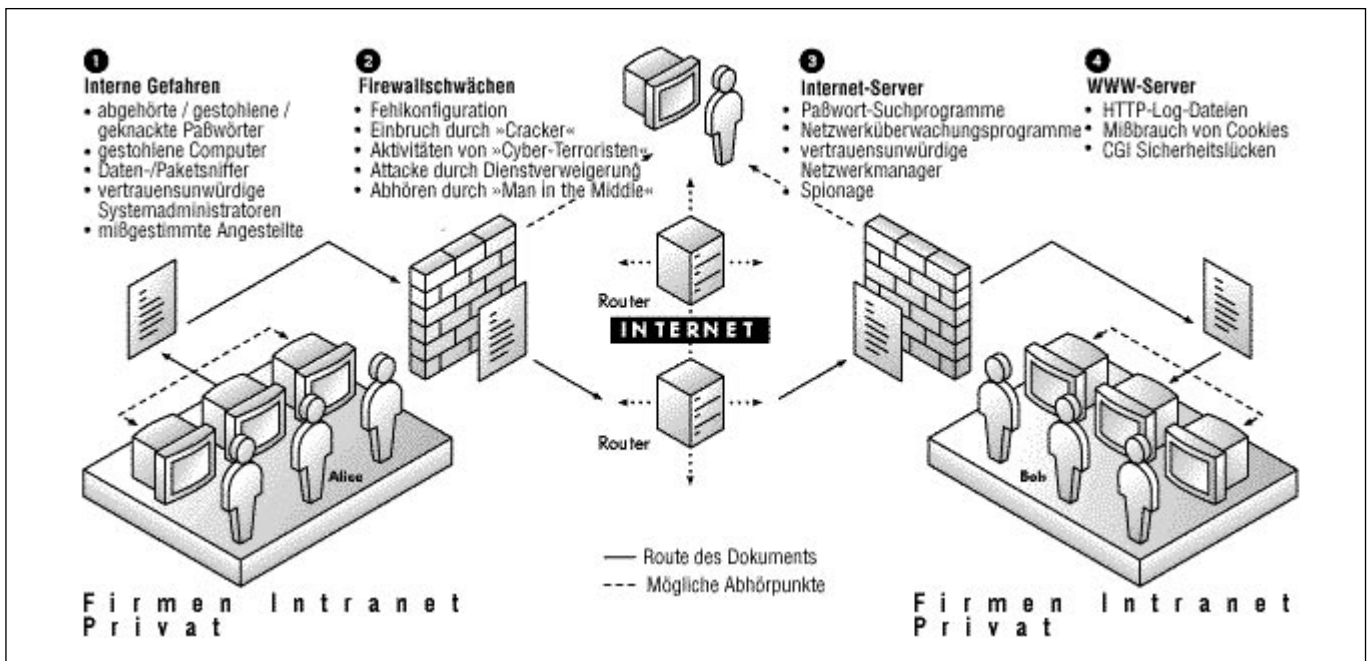 1
Interne Gefahren
• abgehörte / gestohlene /
geknackte Paßwörter
• gestohlene Computer
• Daten-/Paketsniffer
• vertrauensunwürdige
Systemadministratoren
• mißgestimmte Angestellte
2
Firewallschwächen
• Fehlkonfiguration
• Einbruch durch »Cracker«
• Aktivitäten von »Cyber-Terroristen«
• Attacke durch Dienstverweigerung
• Abhören durch »Man in the Middle«
3
Internet-Server
• Paßwort-Suchprogramme
• Netzwerküberwachungsprogramme
• vertrauensunwürdige
Netzwerkmanager
• Spionage
4
WWW-Server
• HTTP-Log-Dateien
• Mißbrauch von Cookies
• CGI Sicherheitslücken
Router
INTERNET
Router
Alice
Bob
Route des Dokuments
Mögliche Abhörpunkte
Firmen Intranet
Privat
Firmen Intranet
Privat